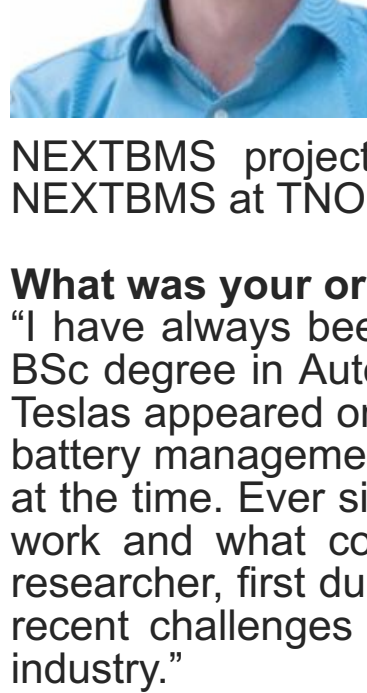 NEXTBMS project
NEXTBMS at TNO
What was your or
“I have always bee
BSc degree in Auto
Teslas appeared or
battery manageme
at the time. Ever si
work and what co
researcher, first du
recent challenges
industry.”